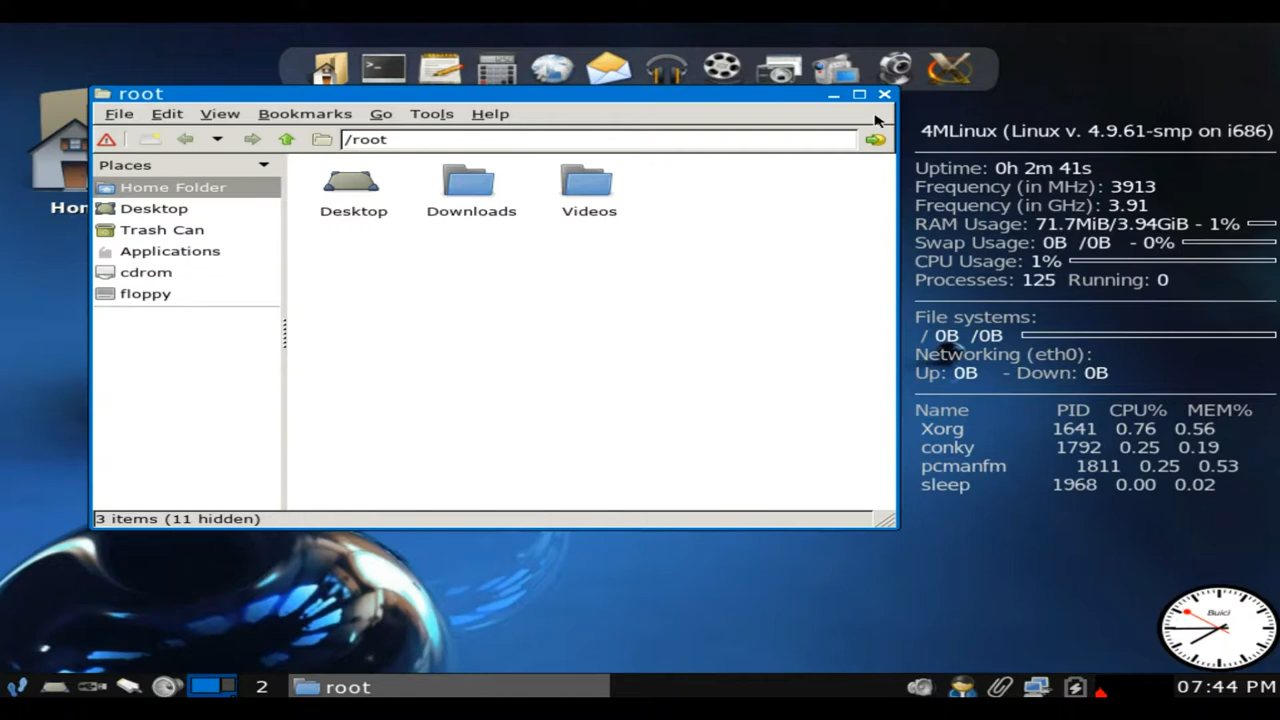 root
File Edit View Bookmarks Go Tools Help
/root
Places
Home Folder
Desktop
Trash Can
Applications
cdrom
floppy
Desktop
Downloads
Videos
3 items (11 hidden)
Hom
4MLinux (Linux v. 4.9.61-smp on i686)
Uptime: 0h 2m 41s
Frequency (in MHz): 3913
Frequency (in GHz): 3.91
RAM Usage: 71.7MiB/3.94GiB - 1%
Swap Usage: 0B /0B - 0%
CPU Usage: 1%
Processes: 125 Running: 0
File systems:
/ 0B /0B
Networking (eth0):
Up: 0B - Down: 0B
Name PID CPU% MEM%
Xorg 1641 0.76 0.56
conky 1792 0.25 0.19
pcmanfm 1811 0.25 0.53
sleep 1968 0.00 0.02
Buici
2
root
07:44 PM